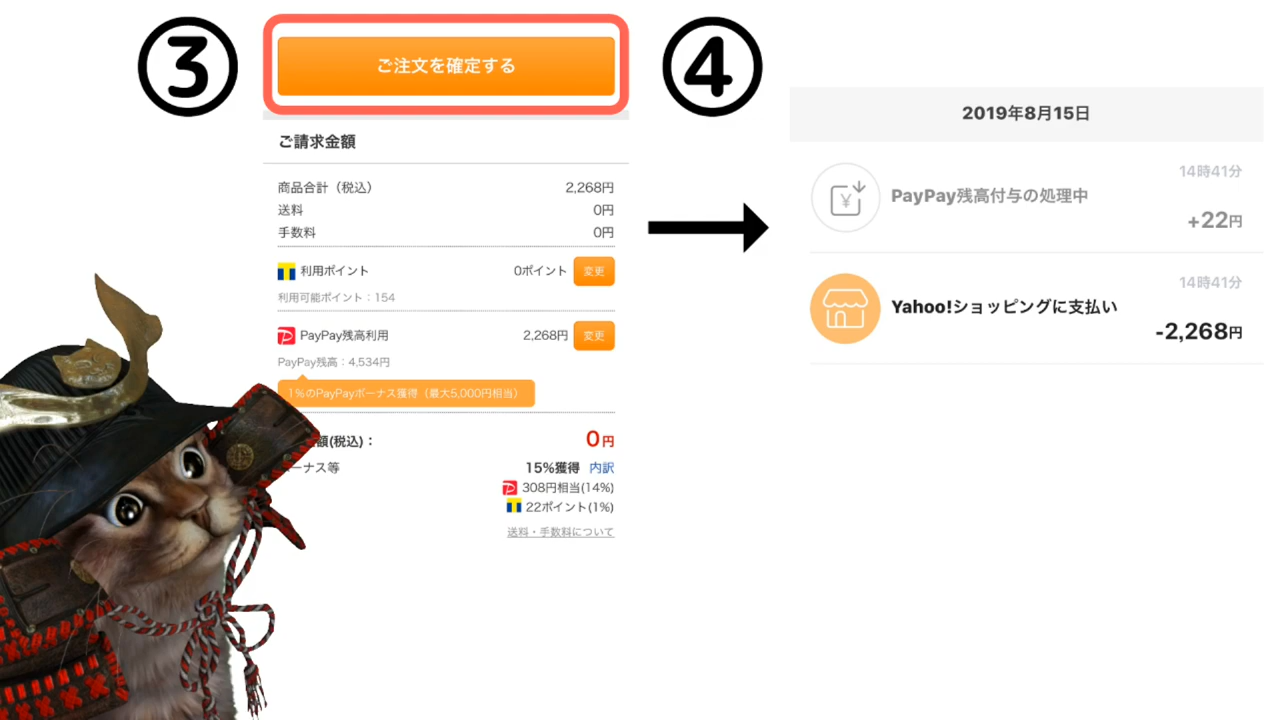 ③
ご注文を確定する
ご請求金額
商品合計（税込） 2,268円
送料 0円
手数料 0円
利用ポイント 0ポイント 変更
利用可能ポイント：154
PayPay残高利用 2,268円 変更
PayPay残高：4,534円
1%のPayPayボーナス獲得（最大5,000円相当）
額(税込)： 0円
ーナス等 15%獲得 内訳
308円相当(14%)
22ポイント(1%)
送料・手数料について
④
2019年8月15日
14時41分
PayPay残高付与の処理中
+22円
14時41分
Yahoo!ショッピングに支払い
-2,268円